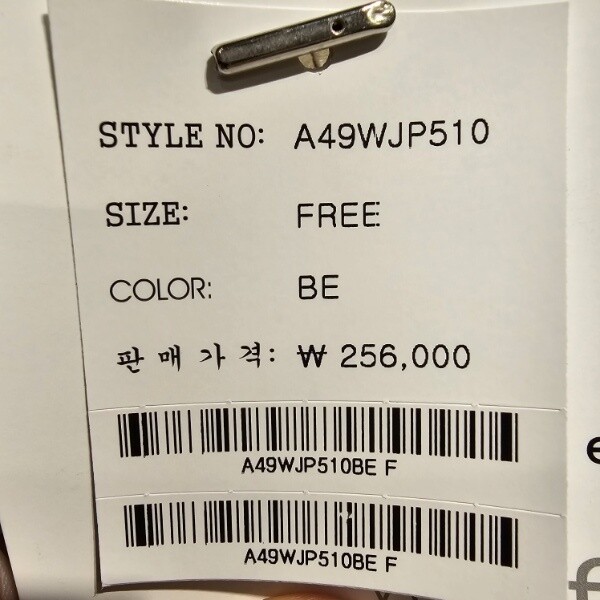 STYLE NO: A49WJP510
SIZE: FREE
COLOR: BE
판매가격: ₩ 256,000
A49WJP510BE F
A49WJP510BE F